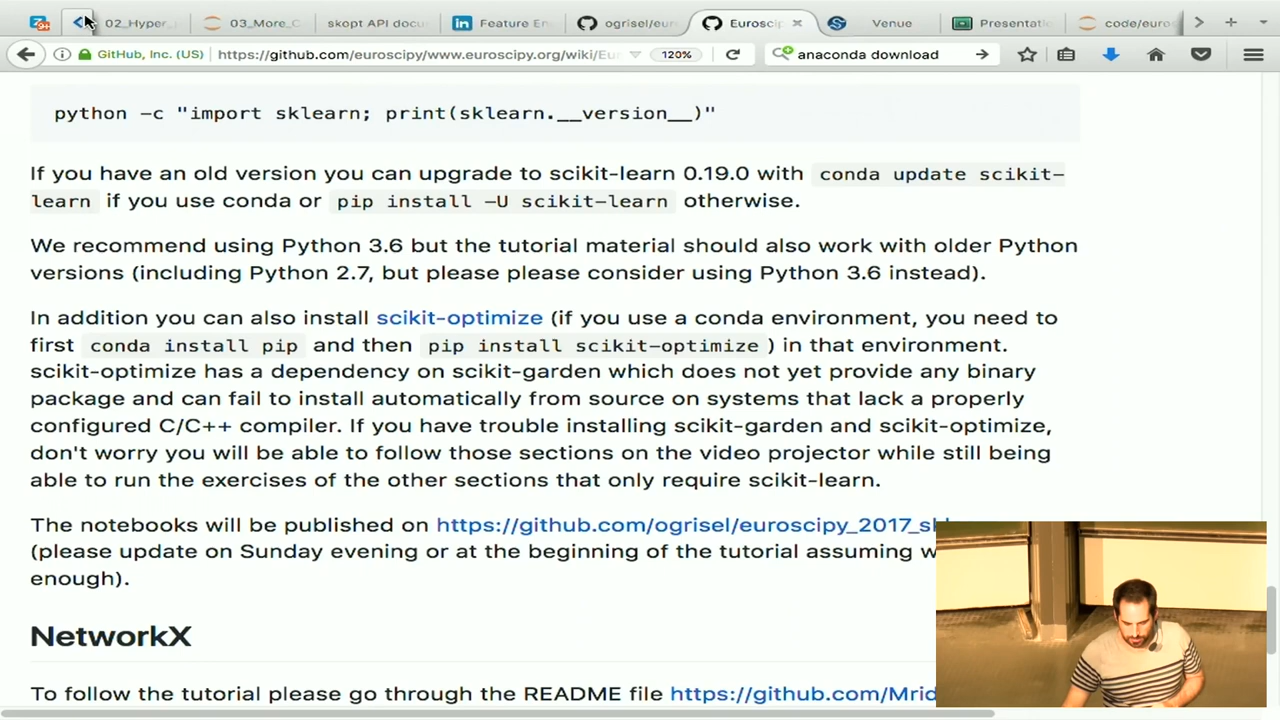 02_Hyper 03_More_C skopt API docu Feature En ogrisel/eur Eurosci Venue Presentati code/euros
GitHub, Inc. (US) https://github.com/euroscipy/www.euroscipy.org/wiki/Eur 120% anaconda download
python -c "import sklearn; print(sklearn.__version__)"
If you have an old version you can upgrade to scikit-learn 0.19.0 with conda update scikit-
learn if you use conda or pip install -U scikit-learn otherwise.
We recommend using Python 3.6 but the tutorial material should also work with older Python
versions (including Python 2.7, but please please consider using Python 3.6 instead).
In addition you can also install scikit-optimize (if you use a conda environment, you need to
first conda install pip and then pip install scikit-optimize ) in that environment.
scikit-optimize has a dependency on scikit-garden which does not yet provide any binary
package and can fail to install automatically from source on systems that lack a properly
configured C/C++ compiler. If you have trouble installing scikit-garden and scikit-optimize,
don't worry you will be able to follow those sections on the video projector while still being
able to run the exercises of the other sections that only require scikit-learn.
The notebooks will be published on https://github.com/ogrisel/euroscipy_2017_sk
(please update on Sunday evening or at the beginning of the tutorial assuming w
enough).
NetworkX
To follow the tutorial please go through the README file https://github.com/Mrid